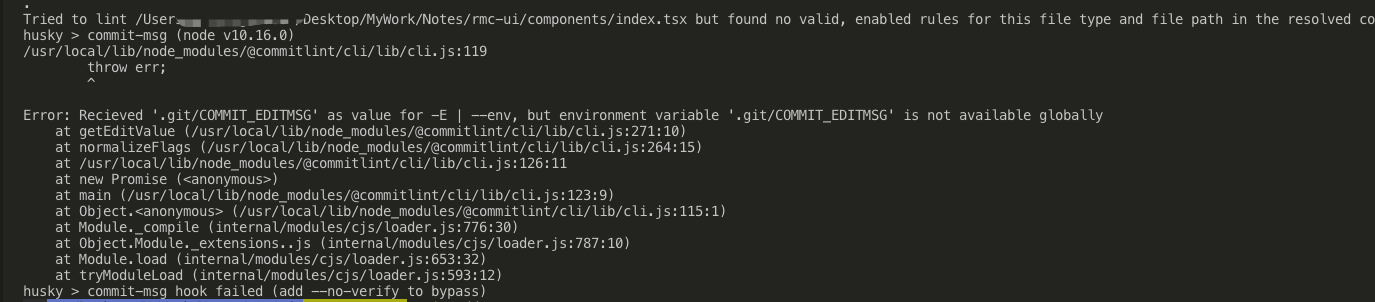 .
Tried to lint /User Desktop/MyWork/Notes/rmc-ui/components/index.tsx but found no valid, enabled rules for this file type and file path in the resolved co
husky > commit-msg (node v10.16.0)
/usr/local/lib/node_modules/@commitlint/cli/lib/cli.js:119
        throw err;
        ^
Error: Recieved '.git/COMMIT_EDITMSG' as value for -E | --env, but environment variable '.git/COMMIT_EDITMSG' is not available globally
    at getEditValue (/usr/local/lib/node_modules/@commitlint/cli/lib/cli.js:271:10)
    at normalizeFlags (/usr/local/lib/node_modules/@commitlint/cli/lib/cli.js:264:15)
    at /usr/local/lib/node_modules/@commitlint/cli/lib/cli.js:126:11
    at new Promise (<anonymous>)
    at main (/usr/local/lib/node_modules/@commitlint/cli/lib/cli.js:123:9)
    at Object.<anonymous> (/usr/local/lib/node_modules/@commitlint/cli/lib/cli.js:115:1)
    at Module._compile (internal/modules/cjs/loader.js:776:30)
    at Object.Module._extensions..js (internal/modules/cjs/loader.js:787:10)
    at Module.load (internal/modules/cjs/loader.js:653:32)
    at tryModuleLoad (internal/modules/cjs/loader.js:593:12)
husky > commit-msg hook failed (add --no-verify to bypass)